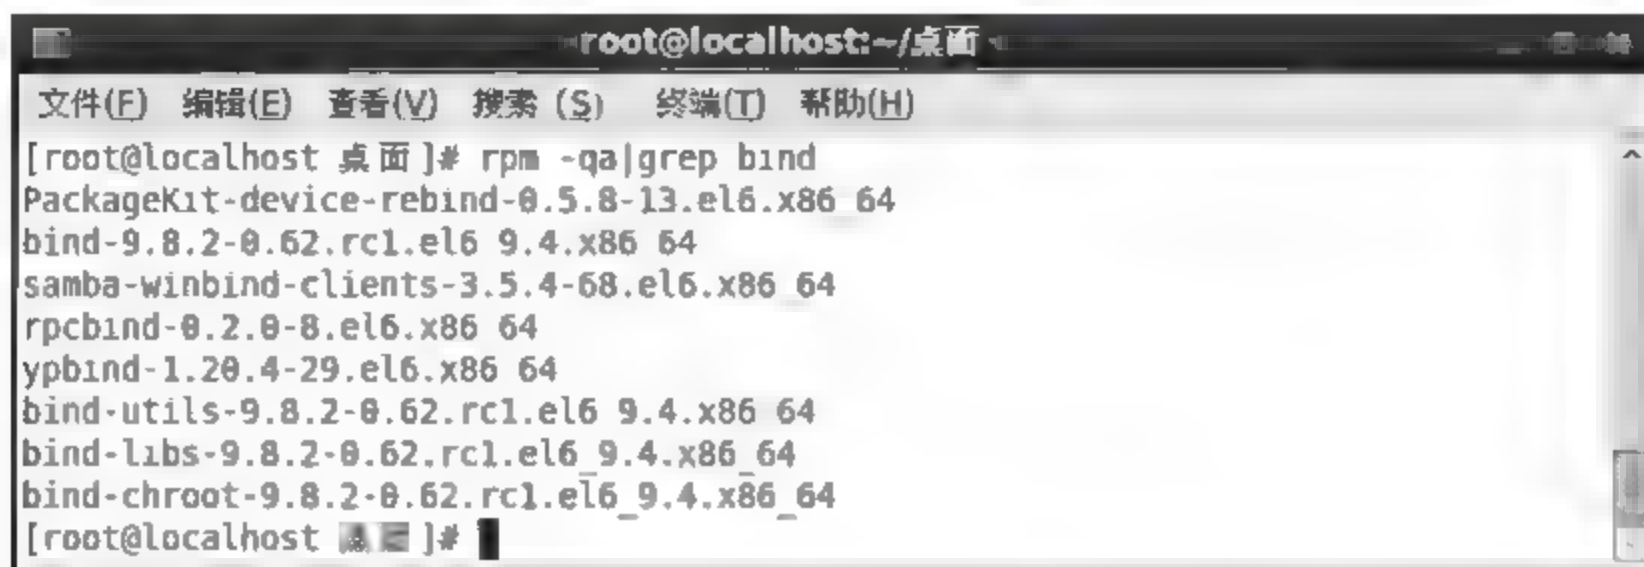 root@localhost:~/桌面
文件(F) 编辑(E) 查看(V) 搜索 (S) 终端(T) 帮助(H)
[root@localhost 桌面]# rpm -qa|grep bind
PackageKit-device-rebind-0.5.8-13.el6.x86_64
bind-9.8.2-0.62.rc1.el6_9.4.x86_64
samba-winbind-clients-3.5.4-68.el6.x86_64
rpcbind-0.2.0-8.el6.x86_64
ypbind-1.20.4-29.el6.x86_64
bind-utils-9.8.2-0.62.rc1.el6_9.4.x86_64
bind-libs-9.8.2-0.62.rc1.el6_9.4.x86_64
bind-chroot-9.8.2-0.62.rc1.el6_9.4.x86_64
[root@localhost ]#